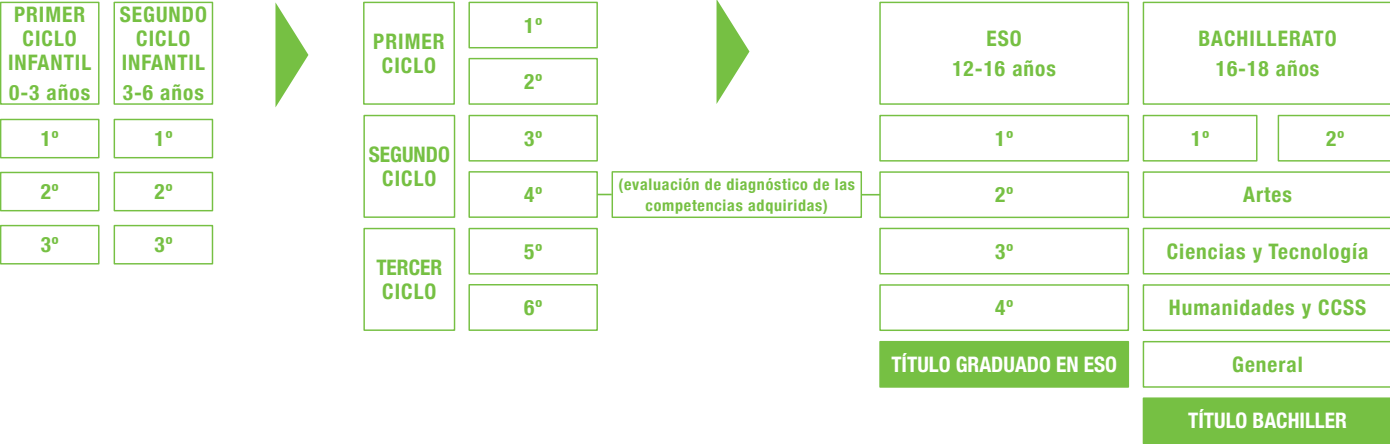 PRIMER
CICLO
INFANTIL
0-3 años
1º
2º
3º
SEGUNDO
CICLO
INFANTIL
3-6 años
1º
2º
3º
PRIMER
CICLO
1º
2º
SEGUNDO
CICLO
3º
4º
(evaluación de diagnóstico de las
competencias adquiridas)
TERCER
CICLO
5º
6º
ESO
12-16 años
1º
2º
3º
4º
TÍTULO GRADUADO EN ESO
BACHILLERATO
16-18 años
1º
2º
Artes
Ciencias y Tecnología
Humanidades y CCSS
General
TÍTULO BACHILLER